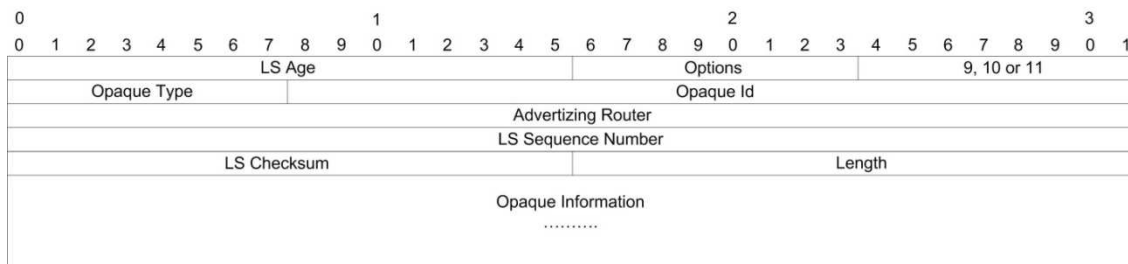 0 1 2 3
0 1 2 3 4 5 6 7 8 9 0 1 2 3 4 5 6 7 8 9 0 1 2 3 4 5 6 7 8 9 0 1
LS Age Options 9, 10 or 11
Opaque Type Opaque Id
Advertizing Router
LS Sequence Number
LS Checksum Length
Opaque Information
..........